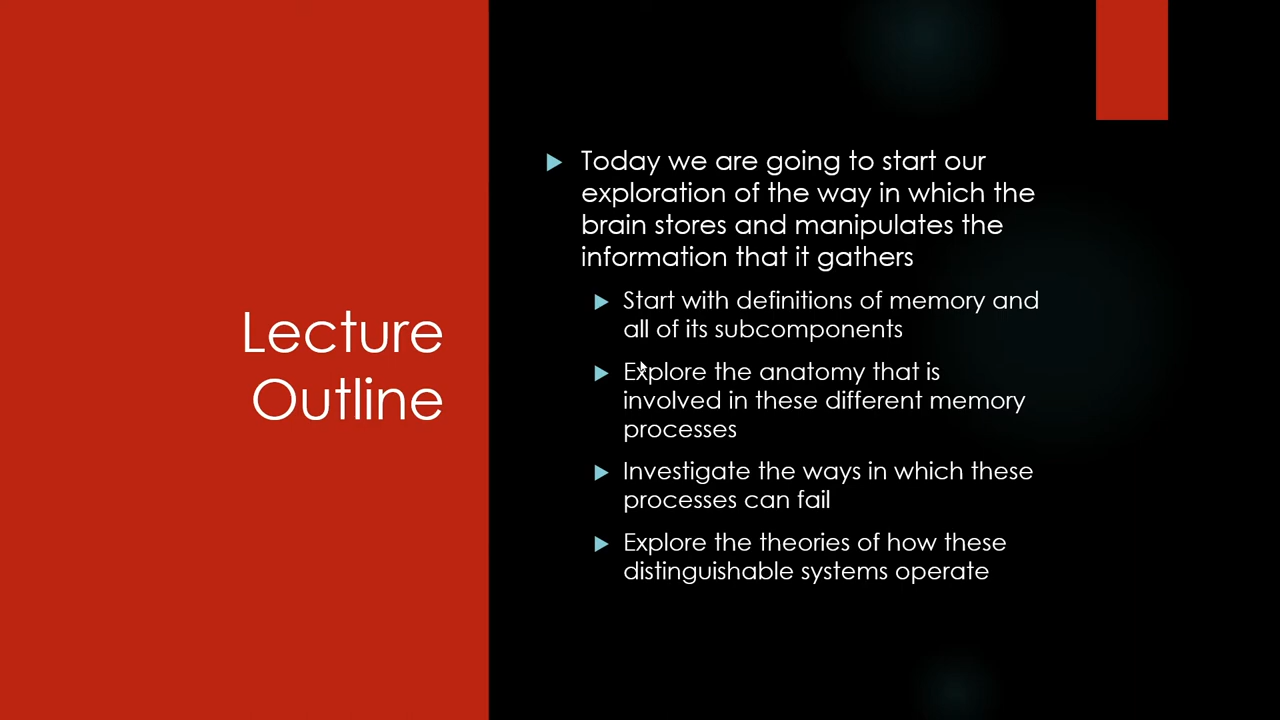 Lecture
Outline
Today we are going to start our
exploration of the way in which the
brain stores and manipulates the
information that it gathers
Start with definitions of memory and
all of its subcomponents
Explore the anatomy that is
involved in these different memory
processes
Investigate the ways in which these
processes can fail
Explore the theories of how these
distinguishable systems operate